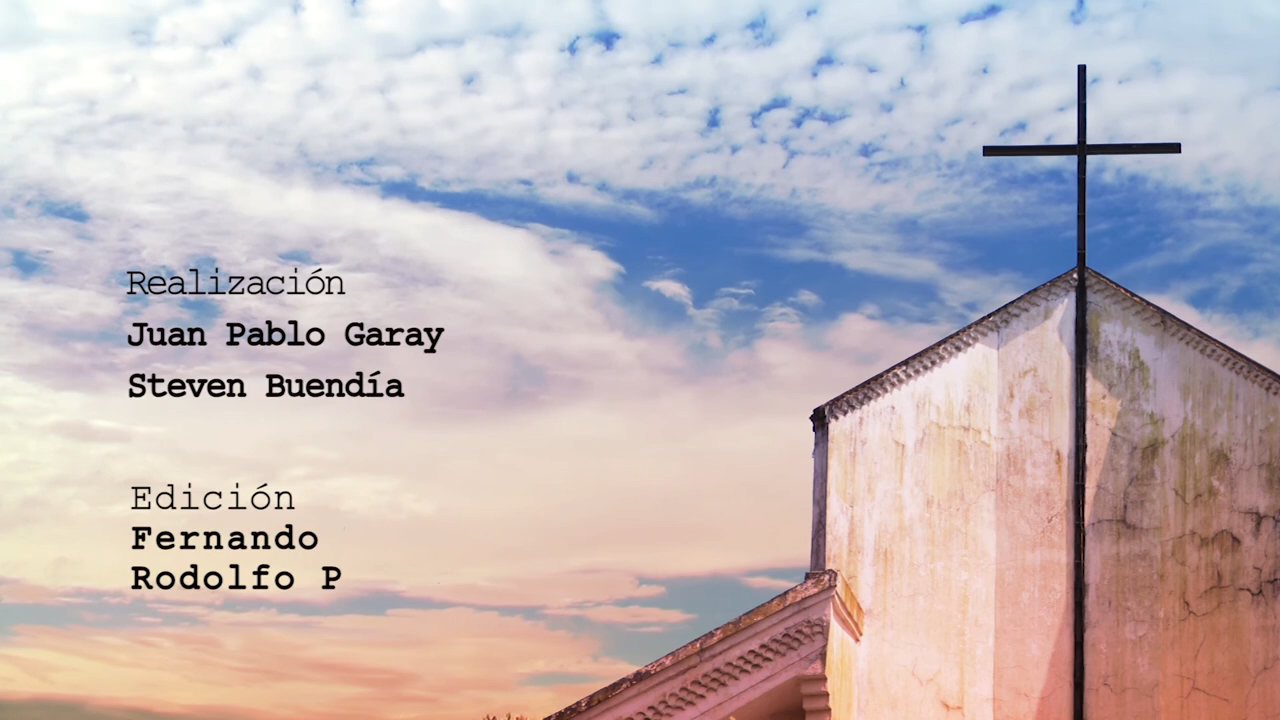 Realización
Juan Pablo Garay
Steven Buendía
Edición
Fernando
Rodolfo P